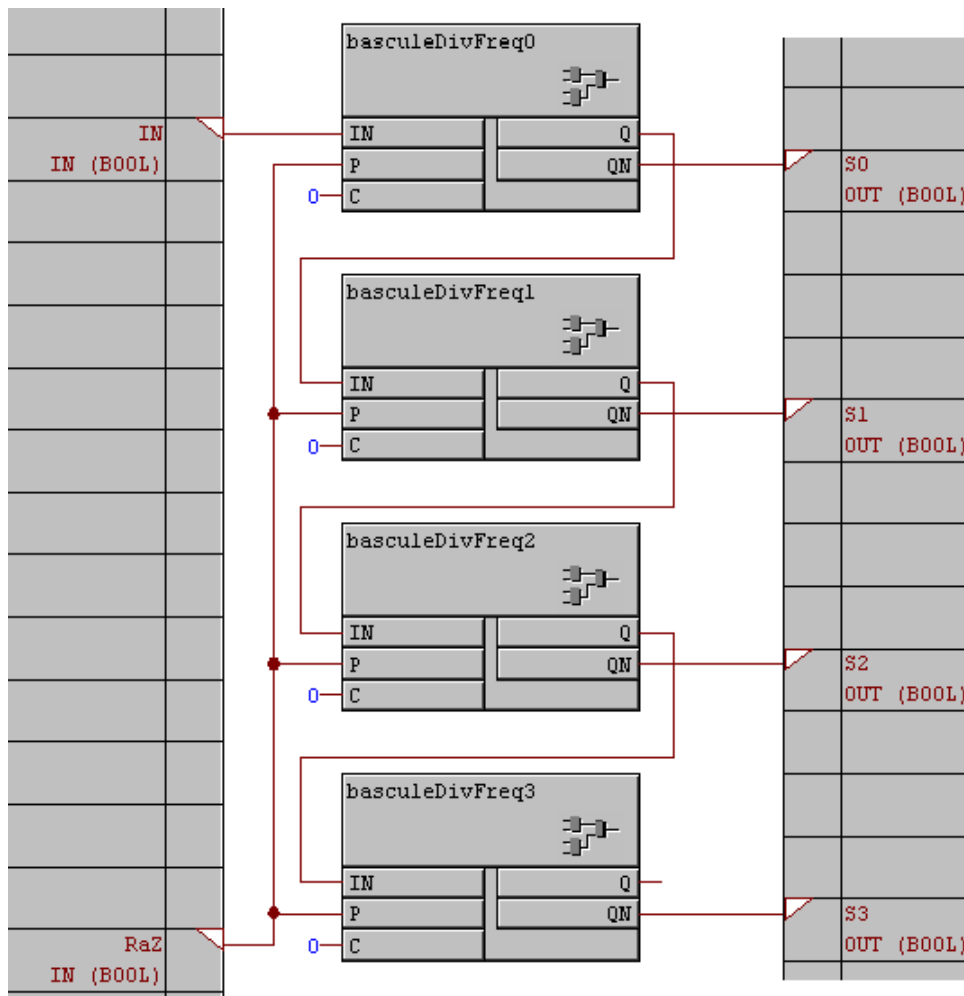 basculeDivFreq0
IN
IN (BOOL)
IN Q
P QN
0 C
S0
OUT (BOOL)
basculeDivFreq1
IN Q
P QN
0 C
S1
OUT (BOOL)
basculeDivFreq2
IN Q
P QN
0 C
S2
OUT (BOOL)
basculeDivFreq3
IN Q
P QN
0 C
S3
OUT (BOOL)
RaZ
IN (BOOL)